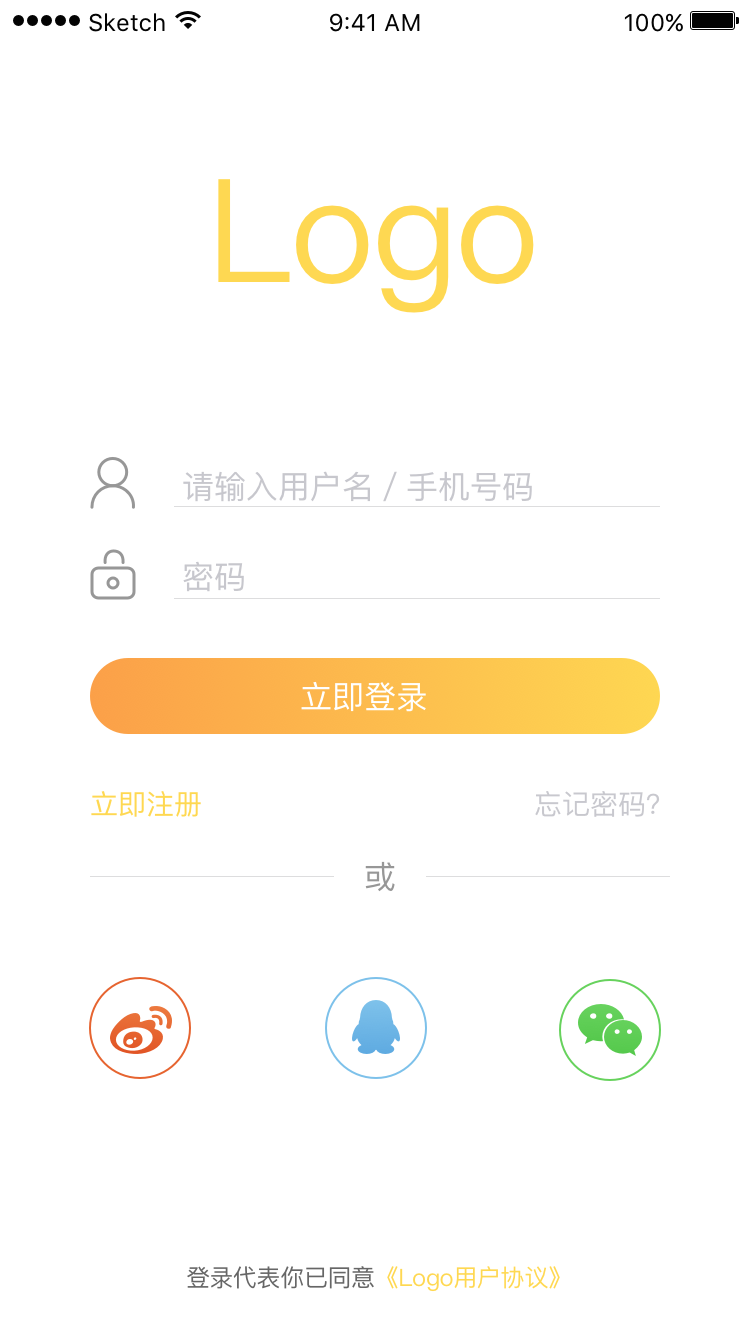 Sketch 9:41 AM 100%
Logo
请输入用户名 / 手机号码
密码
立即登录
立即注册 忘记密码?
或
登录代表你已同意《Logo用户协议》